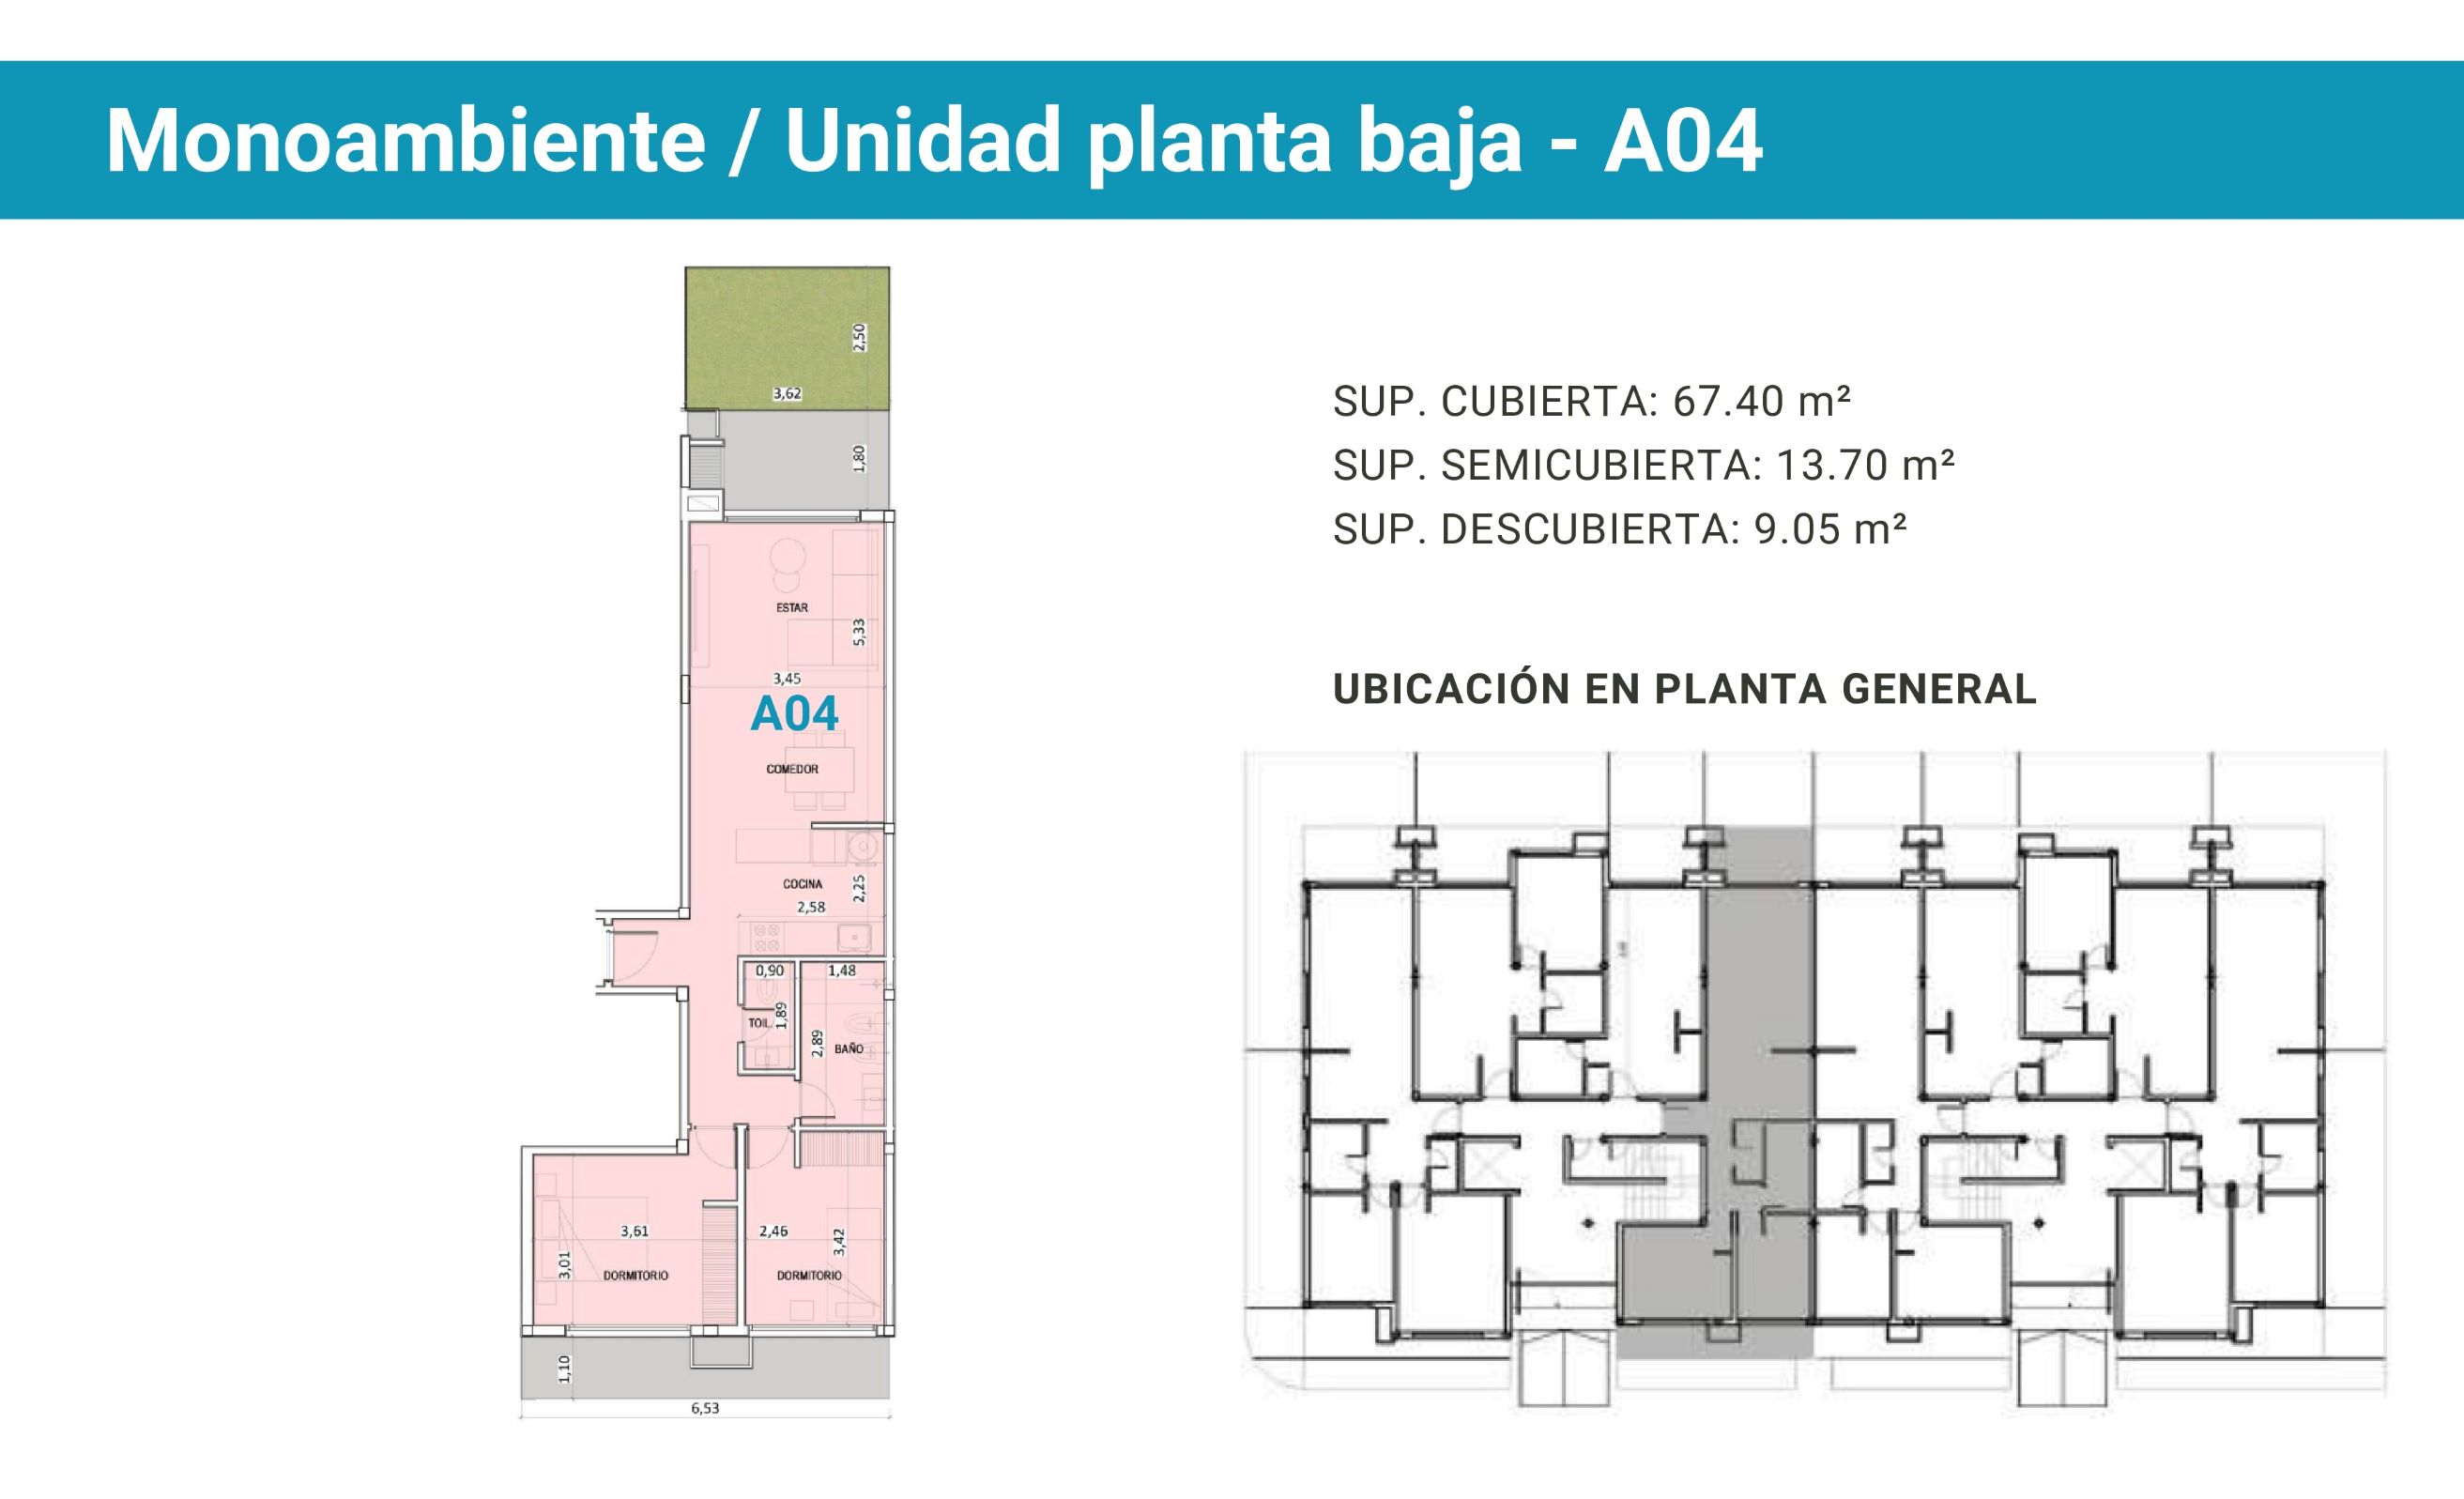 Monoambiente / Unidad planta baja - A04
2,50
3,62
1,80
ESTAR
5,33
3,45
A04
COMEDOR
COCINA
2,25
2,58
0,90
1,48
1,89
TOIL.
2,89
BAÑO
3,61
2,46
3,42
3,01
DORMITORIO
DORMITORIO
1,10
6,53
SUP. CUBIERTA: 67.40 m²
SUP. SEMICUBIERTA: 13.70 m²
SUP. DESCUBIERTA: 9.05 m²
UBICACIÓN EN PLANTA GENERAL